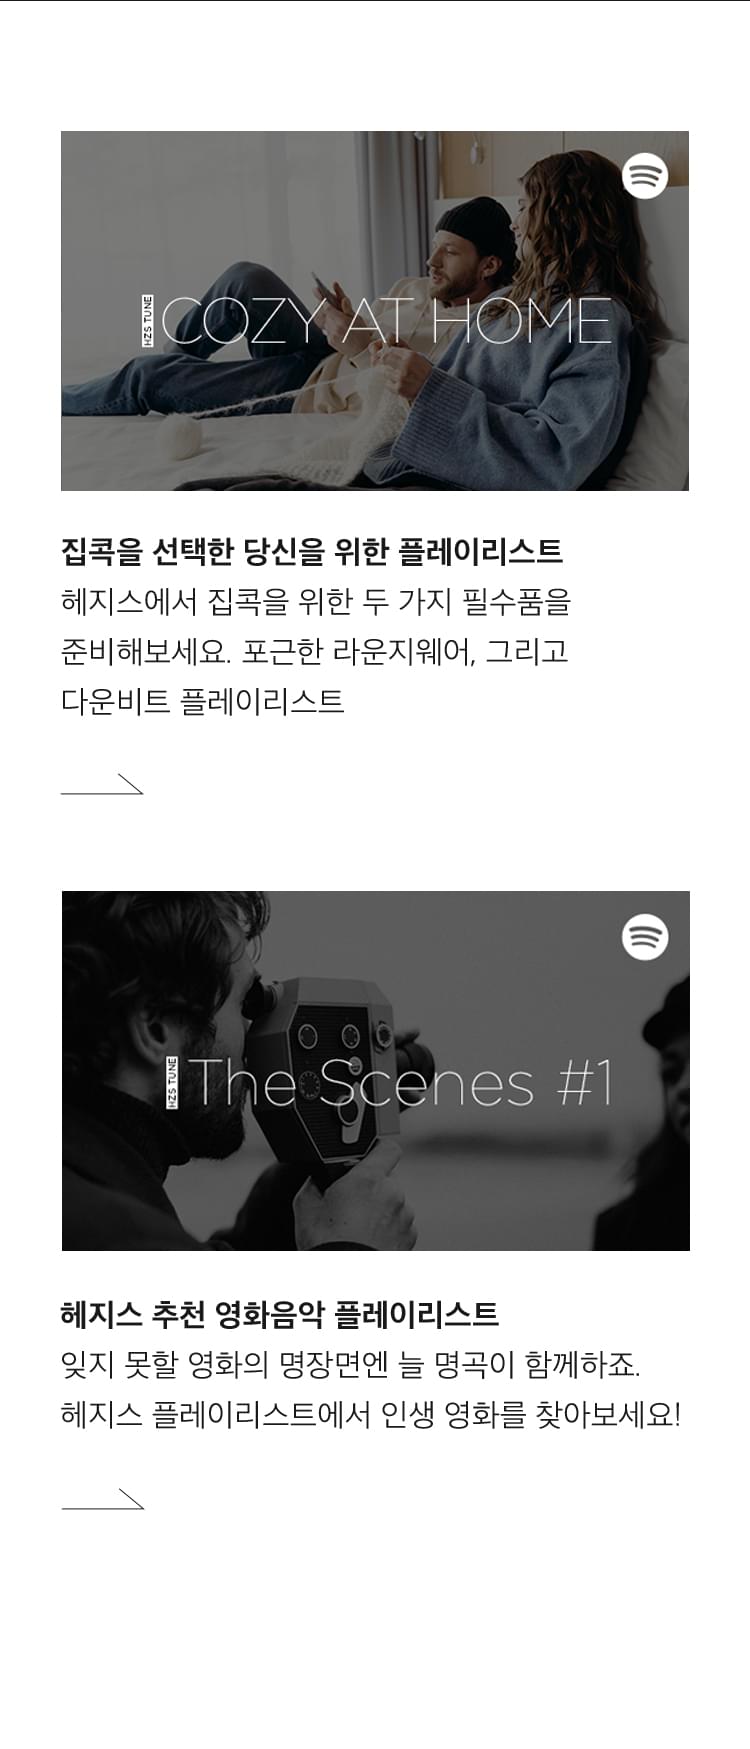 HZS TUNE
COZY AT HOME
집콕을 선택한 당신을 위한 플레이리스트
헤지스에서 집콕을 위한 두 가지 필수품을
준비해보세요. 포근한 라운지웨어, 그리고
다운비트 플레이리스트
HZS TUNE
The Scenes #1
헤지스 추천 영화음악 플레이리스트
잊지 못할 영화의 명장면엔 늘 명곡이 함께하죠.
헤지스 플레이리스트에서 인생 영화를 찾아보세요!